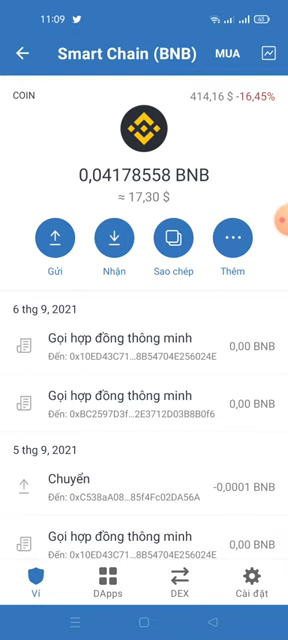 11:09
63
Smart Chain (BNB)
MUA
COIN
414,16 $ -16,45%
0,04178558 BNB
≈ 17,30 $
Gửi
Nhận
Sao chép
Thêm
6 thg 9, 2021
Gọi hợp đồng thông minh
0,00 BNB
Đến: 0x10ED43C71...8B54704E256024E
Gọi hợp đồng thông minh
0,00 BNB
Đến: 0xBC2597D3f...2E3712D03B8B0f6
5 thg 9, 2021
Chuyển
-0,0001 BNB
Đến: 0xC538aA08...85f4Fc02DA56A
Gọi hợp đồng thông minh
0,00 BNB
Đến: 0x10ED43C71...8B54704E256024E
Ví
DApps
DEX
Cài đặt